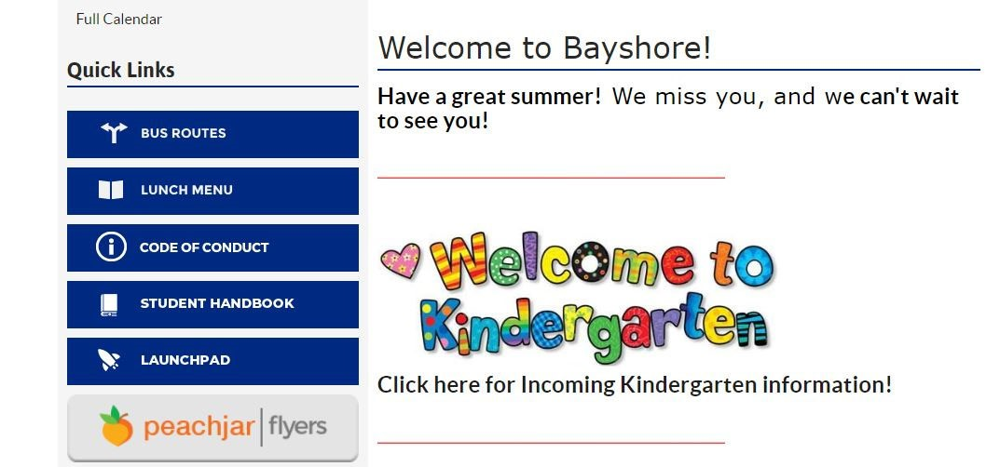 Full Calendar
Quick Links
BUS ROUTES
LUNCH MENU
CODE OF CONDUCT
STUDENT HANDBOOK
LAUNCHPAD
peachjar flyers
Welcome to Bayshore!
Have a great summer! We miss you, and we can't wait
to see you!
Welcome to
Kindergarten
Click here for Incoming Kindergarten information!